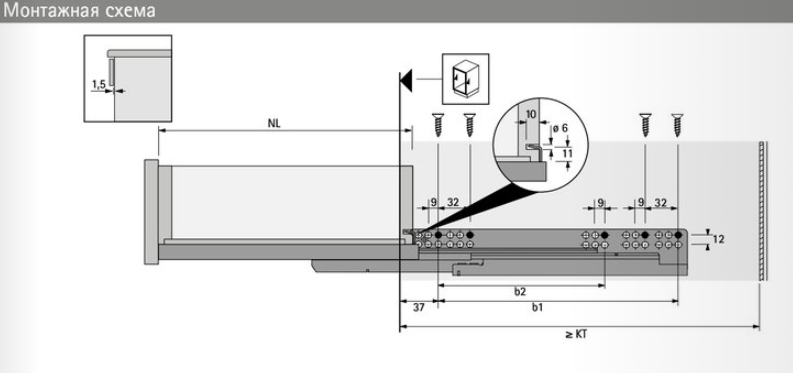 Монтажная схема
1,5
NL
10
ø 6
11
9
32
9
9
32
12
b2
37
b1
≥ KT